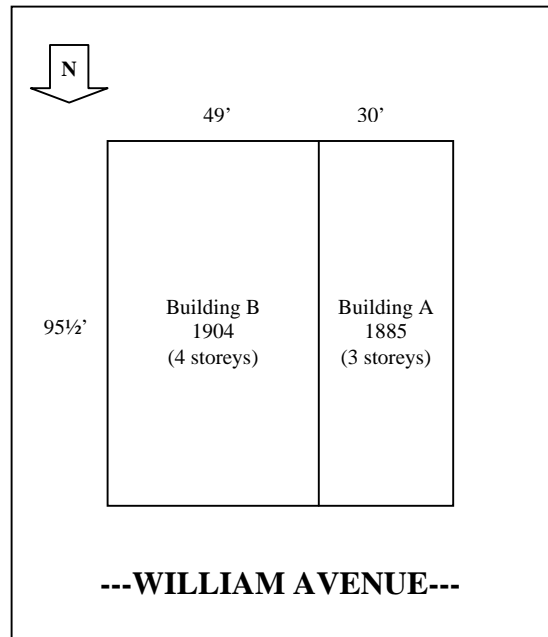 N
49’ 30’
95½’
Building B
1904
(4 storeys)
Building A
1885
(3 storeys)
---WILLIAM AVENUE---